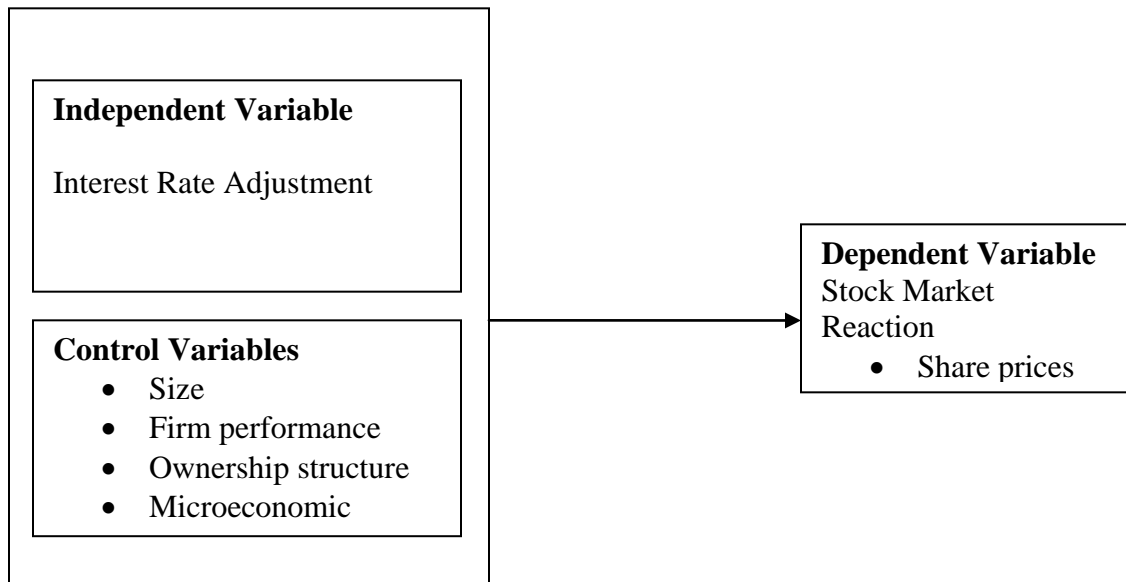 Independent Variable
Interest Rate Adjustment
Control Variables
• Size
• Firm performance
• Ownership structure
• Microeconomic
Dependent Variable
Stock Market
Reaction
• Share prices